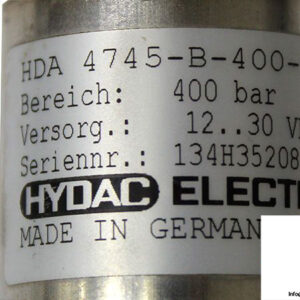 HDA 4745-B-400-
Bereich: 400 bar
Versorg.: 12..30 V
Seriennr.: 134H35208
HYDAC ELECT
MADE IN GERMAN